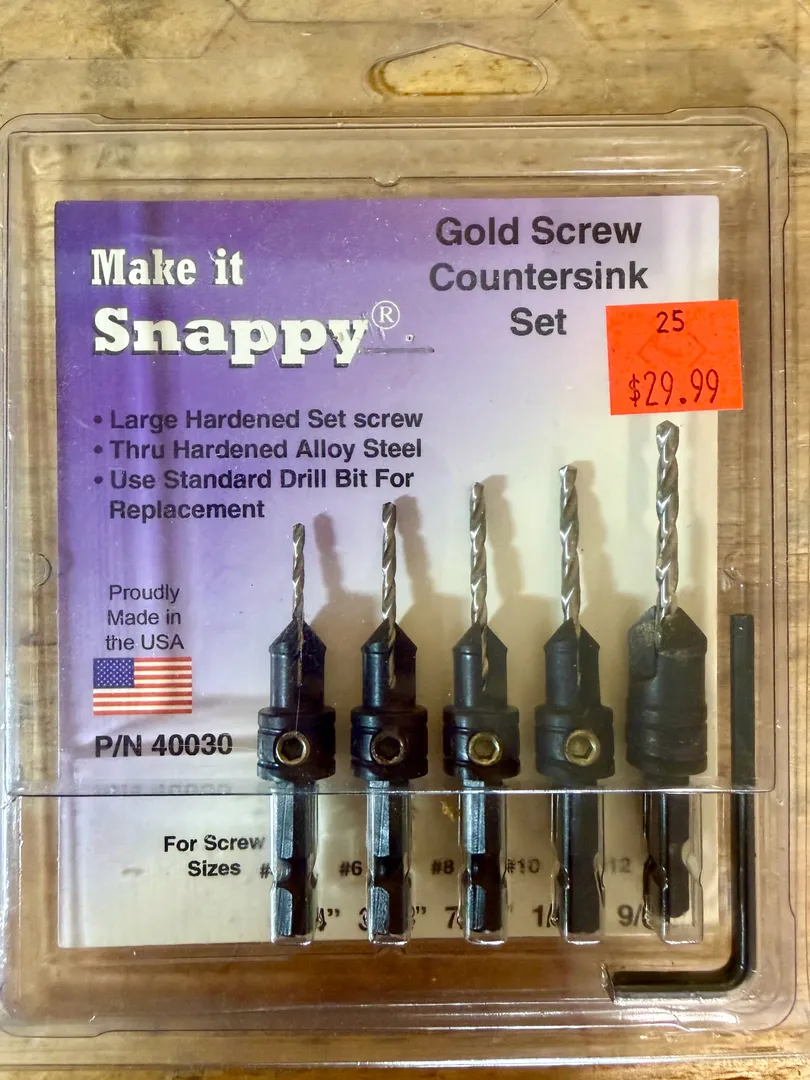 Make it
Snappy®
Gold Screw
Countersink
Set
25
$29.99
• Large Hardened Set screw
• Thru Hardened Alloy Steel
• Use Standard Drill Bit For
Replacement
Proudly
Made in
the USA
P/N 40030
For Screw
Sizes #6 #8 #10 12